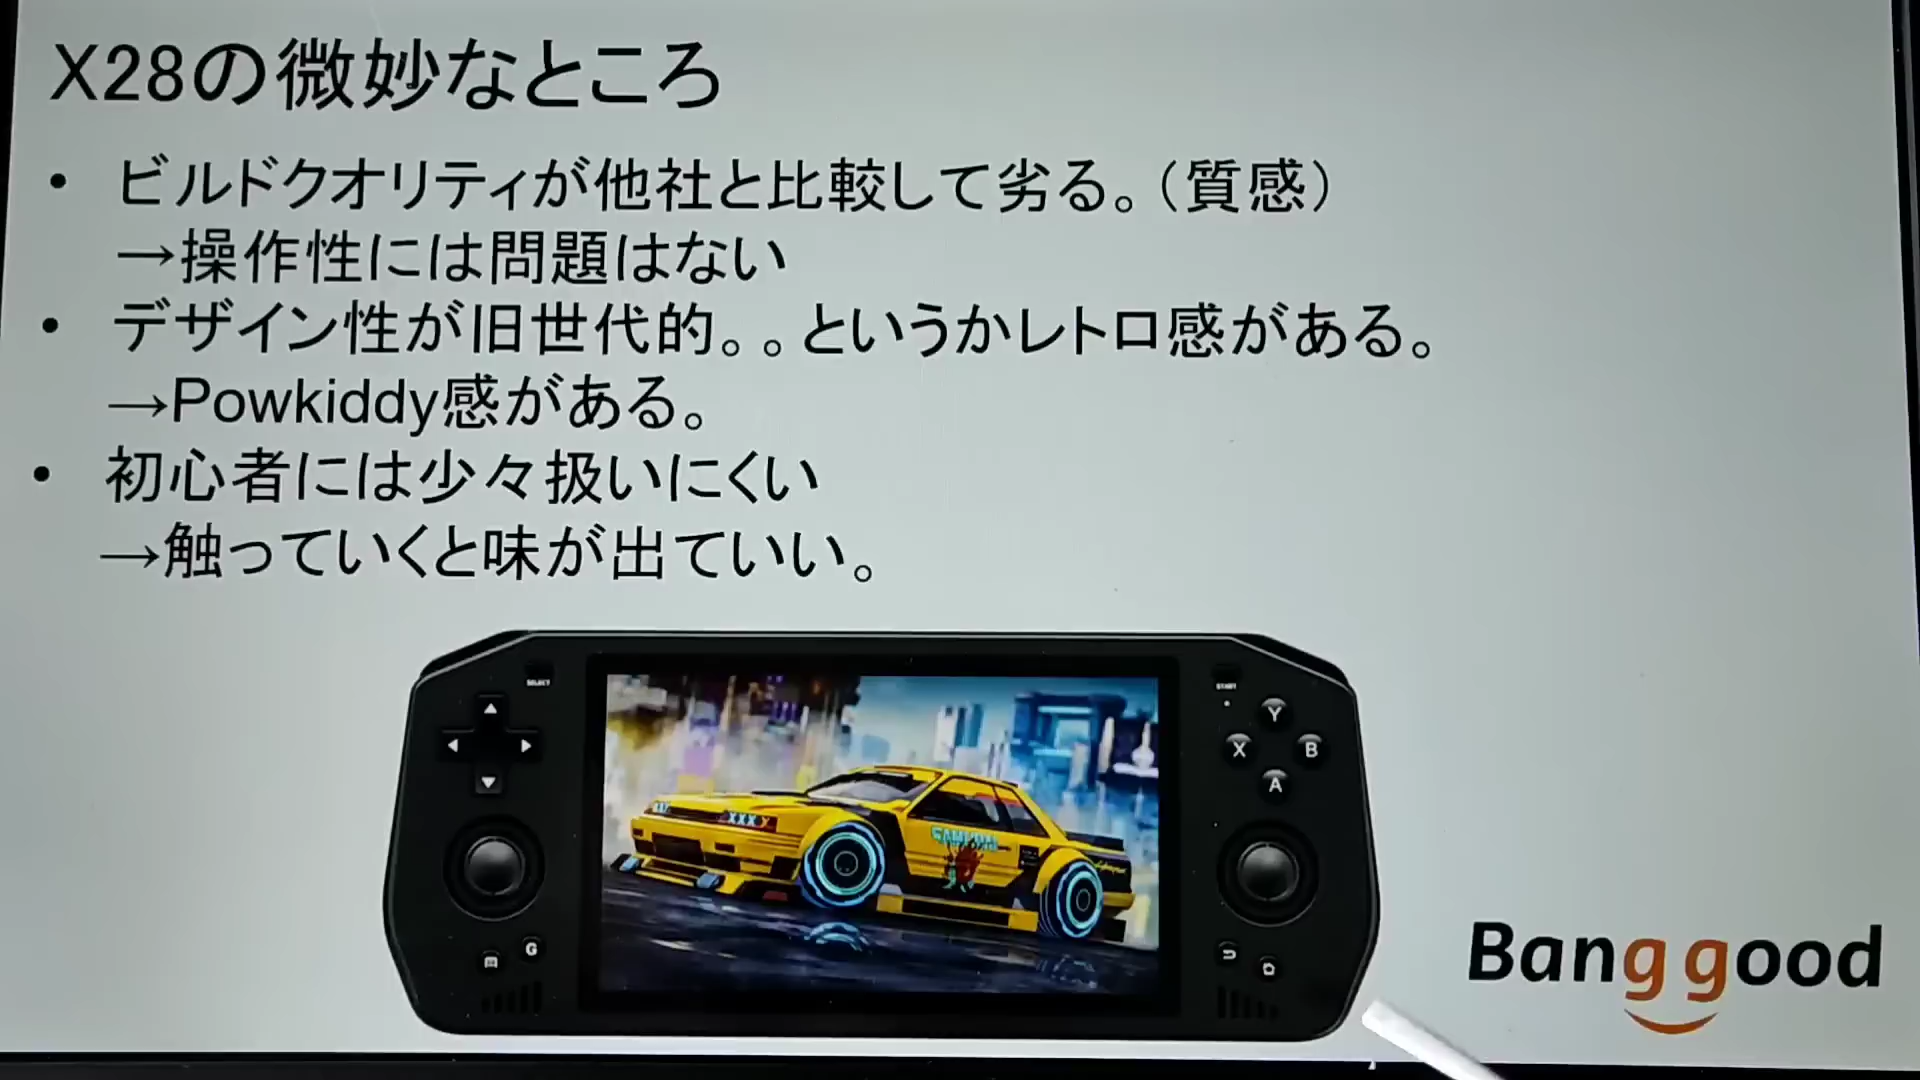 X28の微妙なところ
• ビルドクオリティが他社と比較して劣る。（質感）
→操作性には問題はない
• デザイン性が旧世代的。。というかレトロ感がある。
→Powkiddy感がある。
• 初心者には少々扱いにくい
→触っていくと味が出ていい。
SELECT
START
Y
X B
A
XXX
SAMURAI
G
Banggood